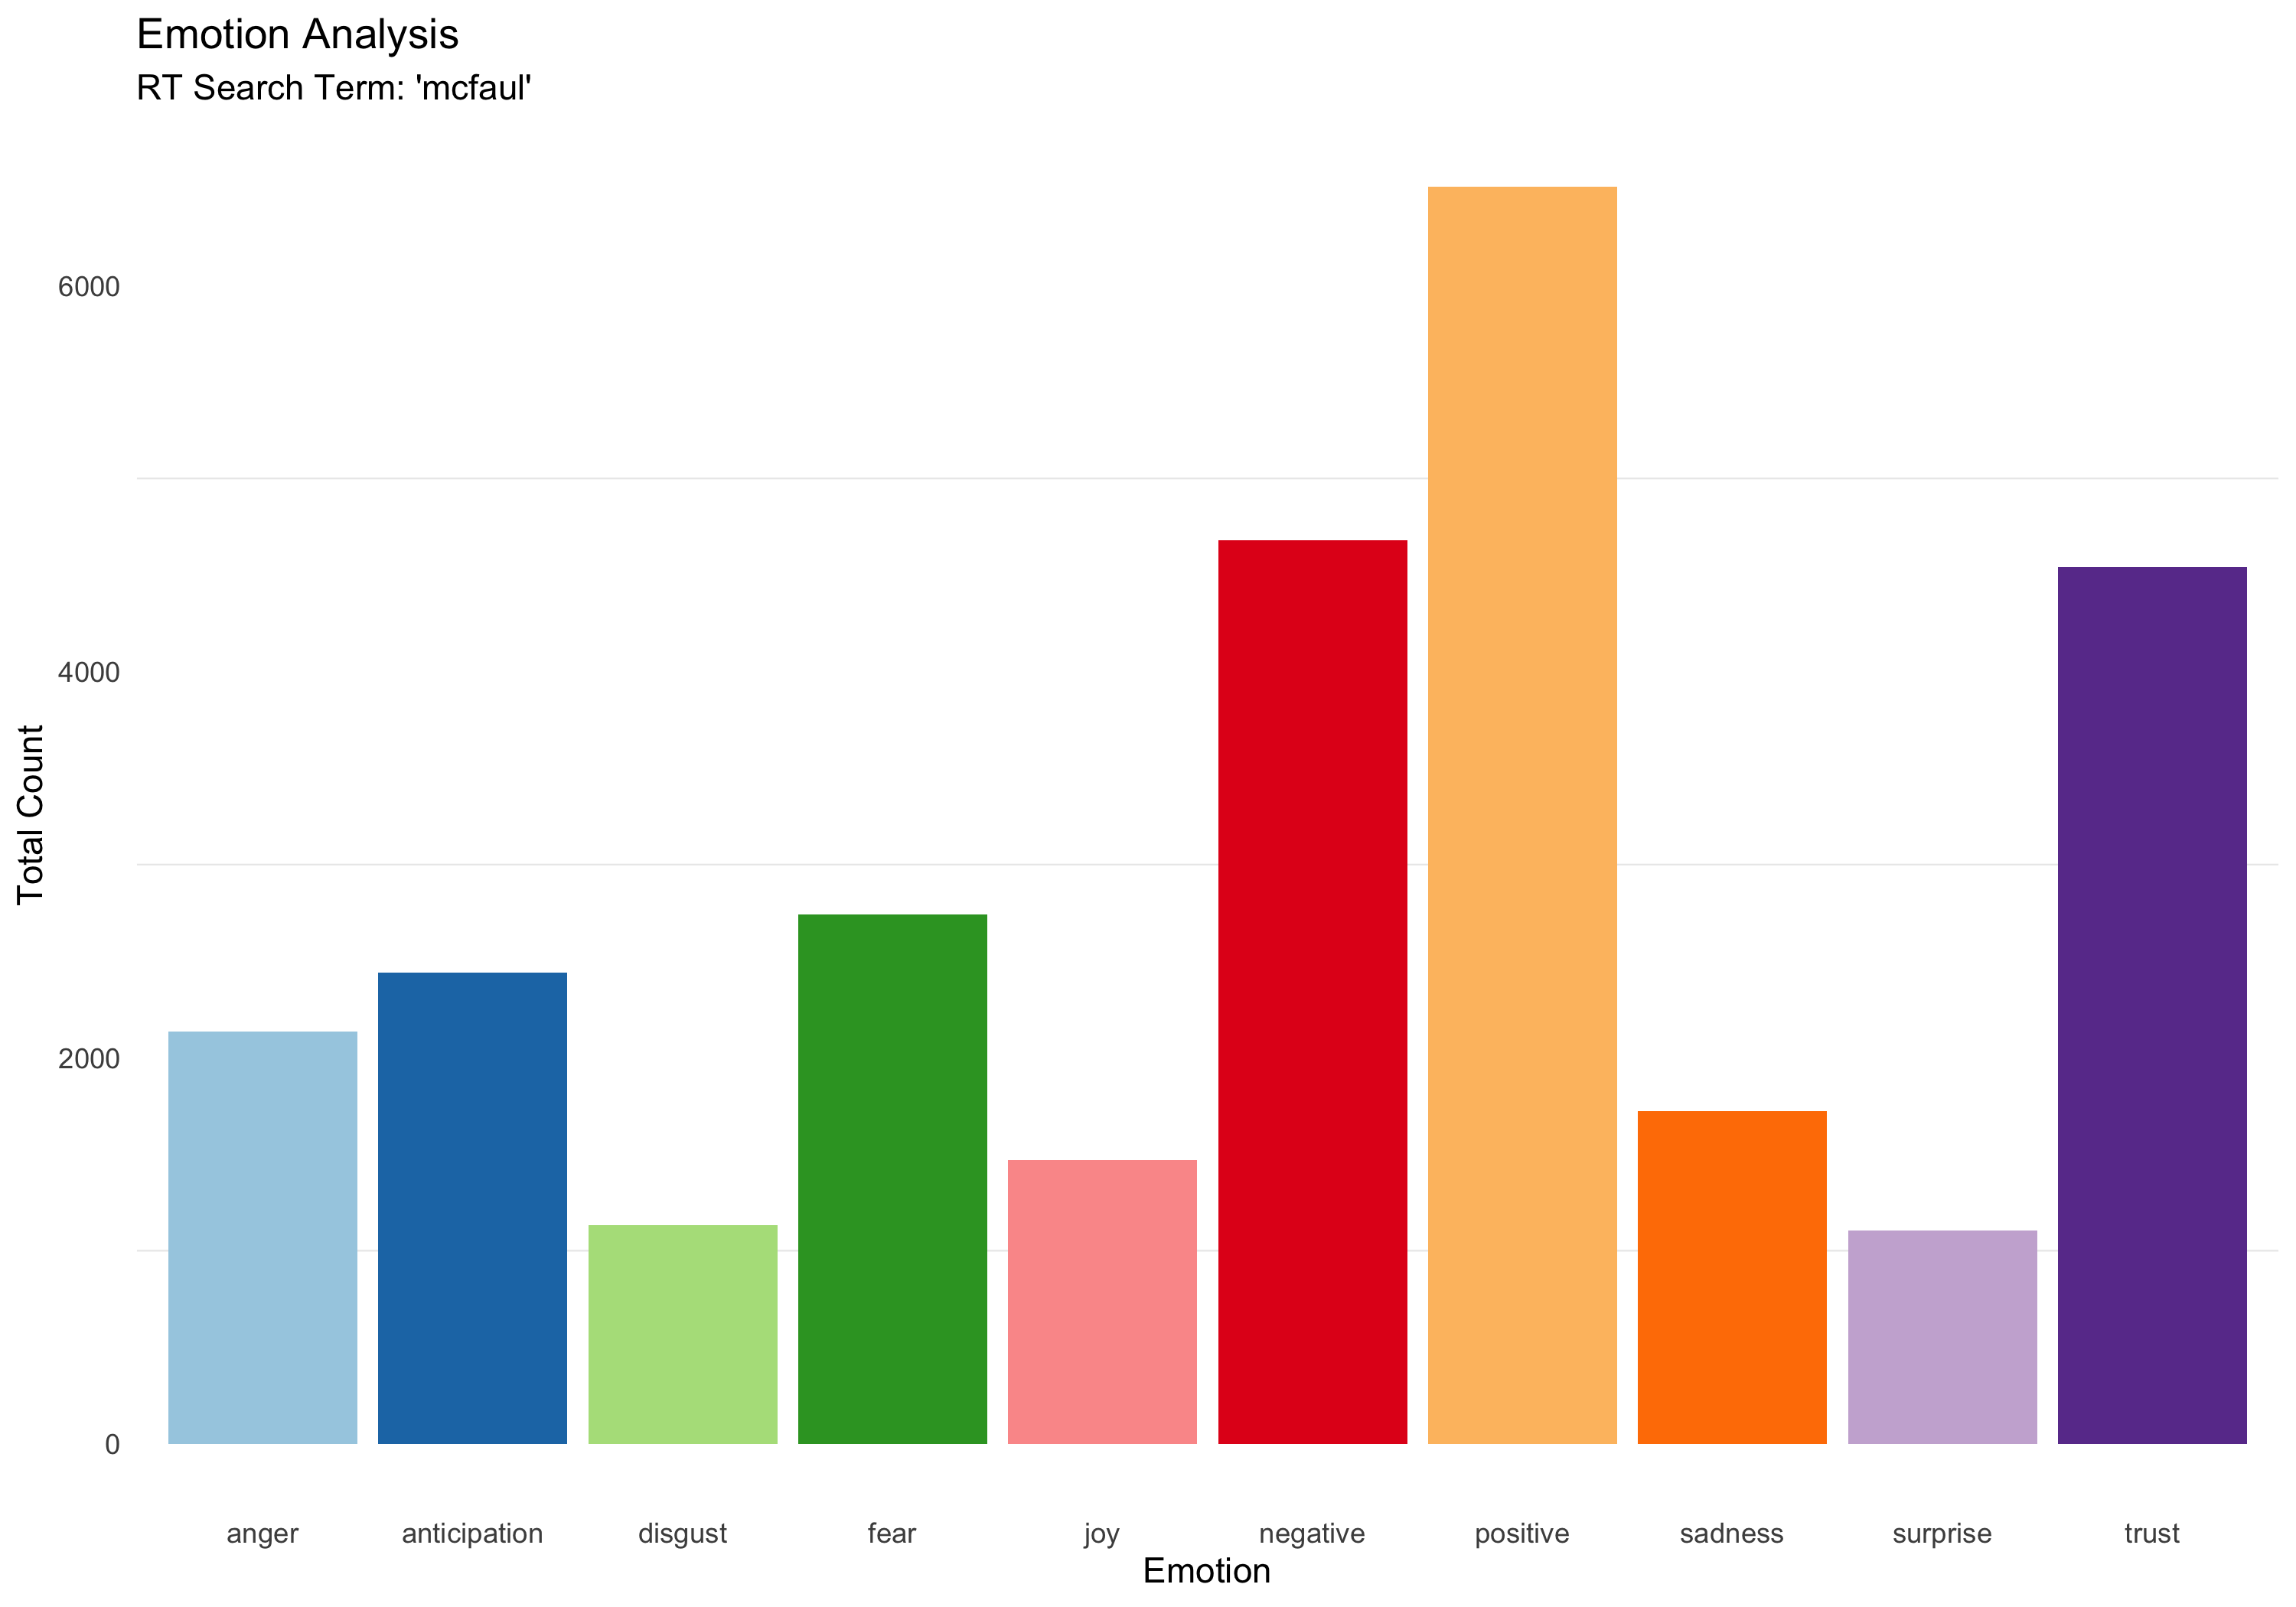 Emotion Analysis
RT Search Term: 'mcfaul'
6000
4000
2000
0
Total Count
anger anticipation disgust fear joy negative positive sadness surprise trust
Emotion